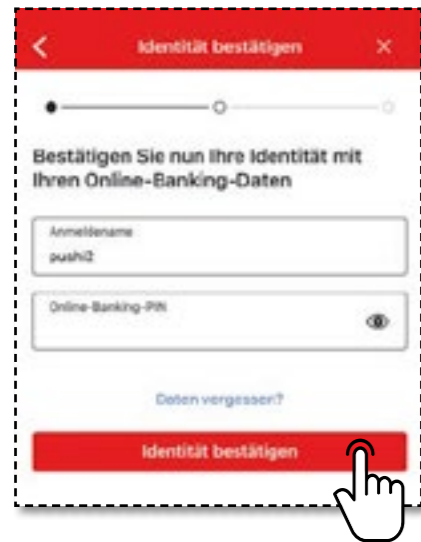 Identität bestätigen
Bestätigen Sie nun Ihre Identität mit
Ihren Online-Banking-Daten
Anmeldename
pushi2
Online-Banking-PIN
Daten vergessen?
Identität bestätigen